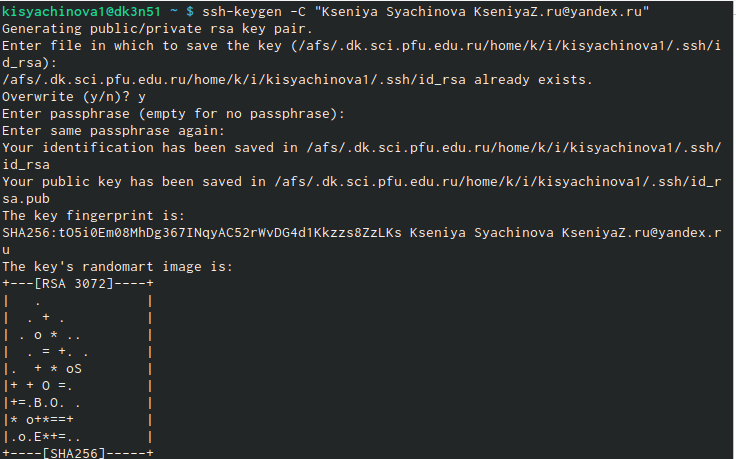 kisyachinova1@dk3n51 ~ $ ssh-keygen -C "Kseniya Syachinova KseniyaZ.ru@yandex.ru"
Generating public/private rsa key pair.
Enter file in which to save the key (/afs/.dk.sci.pfu.edu.ru/home/k/i/kisyachinova1/.ssh/i
d_rsa):
/afs/.dk.sci.pfu.edu.ru/home/k/i/kisyachinova1/.ssh/id_rsa already exists.
Overwrite (y/n)? y
Enter passphrase (empty for no passphrase):
Enter same passphrase again:
Your identification has been saved in /afs/.dk.sci.pfu.edu.ru/home/k/i/kisyachinova1/.ssh/
id_rsa
Your public key has been saved in /afs/.dk.sci.pfu.edu.ru/home/k/i/kisyachinova1/.ssh/id_r
sa.pub
The key fingerprint is:
SHA256:tO5i0Em08MhDg367INqyAC52rWvDG4d1Kkzzs8ZzLKs Kseniya Syachinova KseniyaZ.ru@yandex.r
u
The key's randomart image is:
+---[RSA 3072]----+
|    .            |
|   . + .         |
|  . o * ..       |
|   . = +. .      |
|.   + * oS       |
|+ + O =.         |
|+=.B.O. .        |
|* o+*==+         |
|.o.E*+=..        |
+----[SHA256]-----+